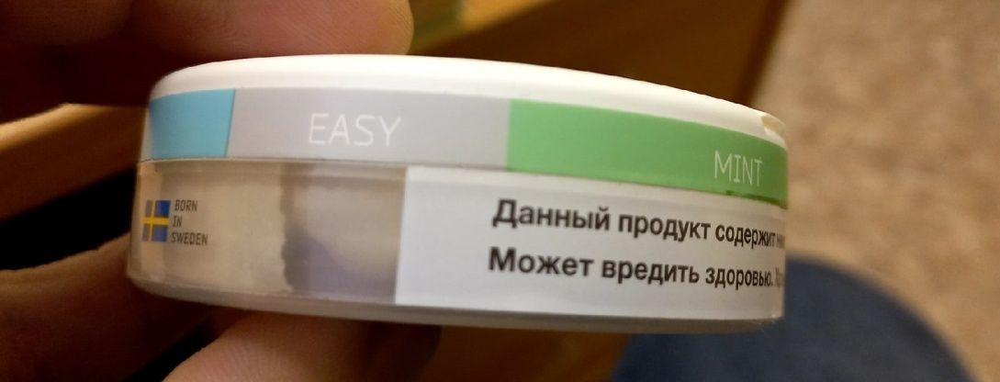 EASY
MINT
BORN
IN
SWEDEN
Данный продукт содержит
Может вредить здоровью.